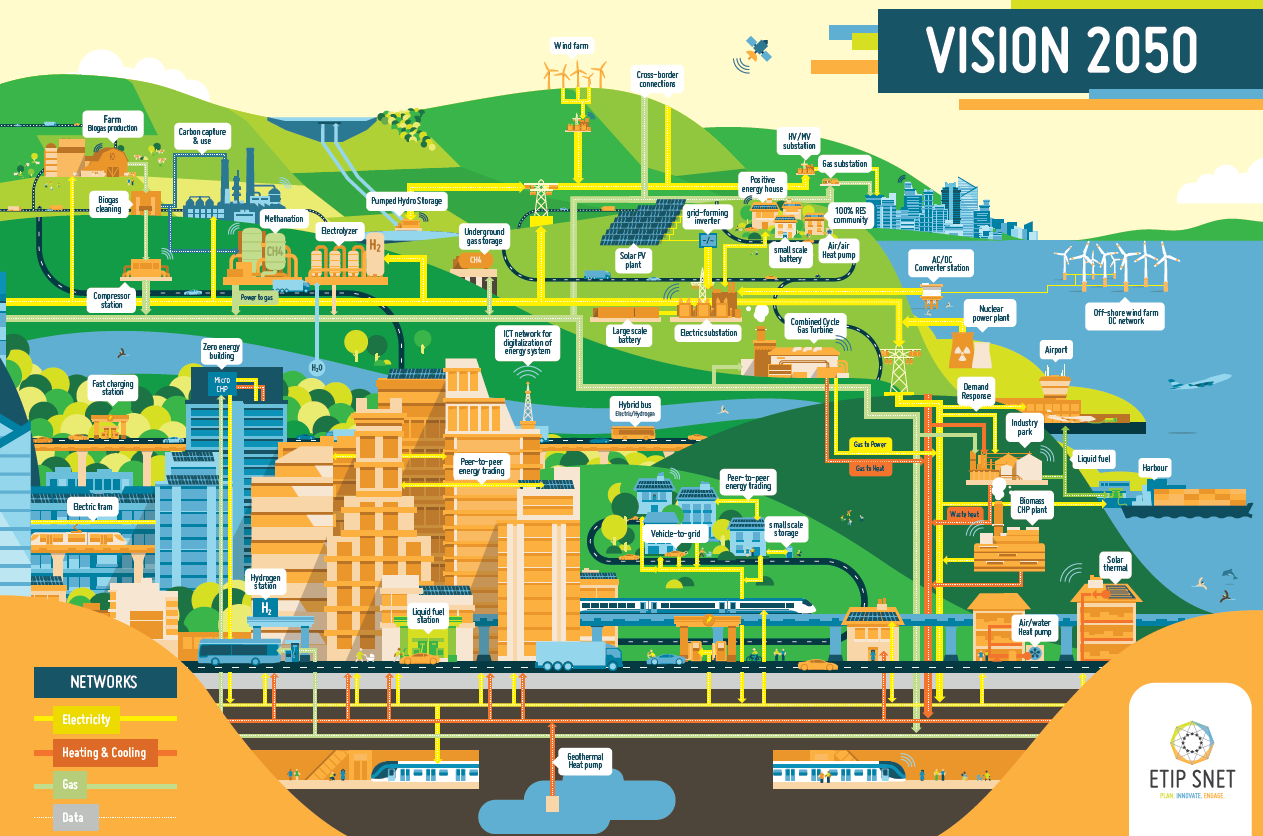 VISION 2050
Wind farm
Cross-border
connections
Farm
Biogas production
Carbon capture
& use
HV/MV
substation
Gas substation
Positive
energy house
Pumped Hydro Storage
Biogas
cleaning
Methanation
Electrolyzer
H2
CH4
Underground
gas storage
CH4
grid-forming
inverter
100% RES
community
Solar PV
plant
small scale
battery
Air/air
Heat pump
AC/DC
Converter station
Compressor
station
Power to gas
Large scale
battery
Electric substation
Combined Cycle
Gas Turbine
Nuclear
power plant
Off-shore wind farm
DC network
ICT network for
digitalization of
energy system
Zero energy
building
Micro
CHP
H2O
Airport
Fast charging
station
Demand
Response
Hybrid bus
Electric/Hydrogen
Industry
park
Gas to Power
Gas to Heat
Liquid fuel
Harbour
Peer-to-peer
energy trading
Peer-to-peer
energy trading
Electric tram
Biomass
CHP plant
Waste heat
Vehicle-to-grid
small scale
storage
Solar
thermal
Hydrogen
station
H2
Liquid fuel
station
Air/water
Heat pump
NETWORKS
Electricity
Heating & Cooling
Gas
Data
Geothermal
Heat pump
ETIP SNET
PLAN. INNOVATE. ENGAGE.